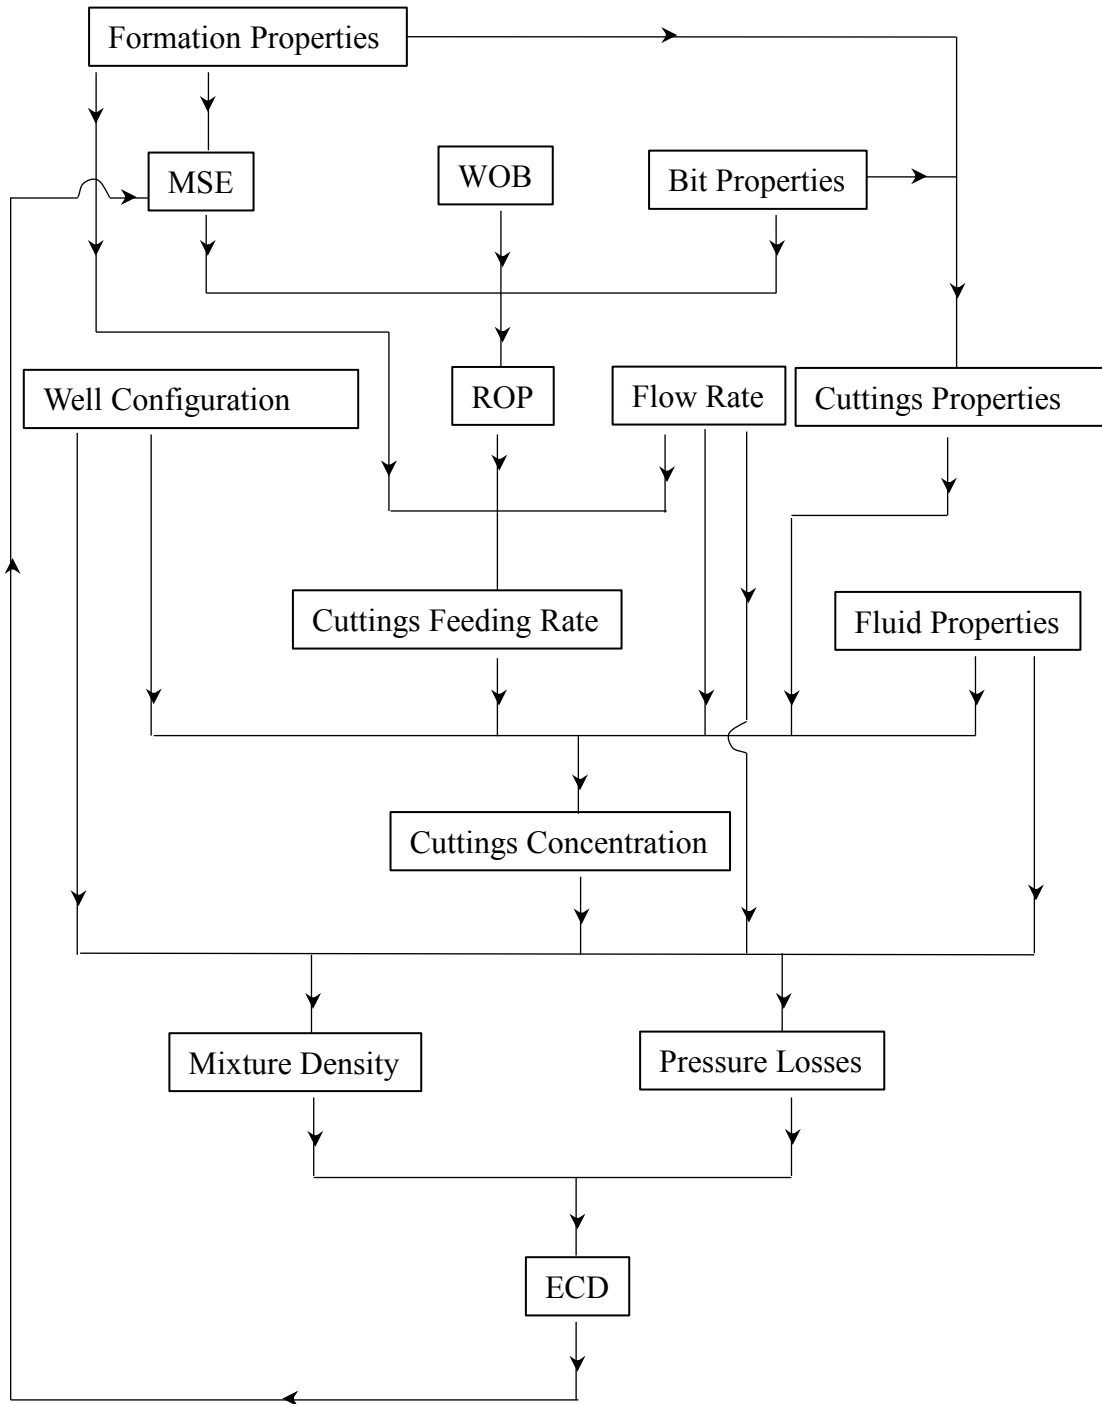 Formation Properties
MSE
WOB
Bit Properties
Well Configuration
ROP
Flow Rate
Cuttings Properties
Cuttings Feeding Rate
Fluid Properties
Cuttings Concentration
Mixture Density
Pressure Losses
ECD